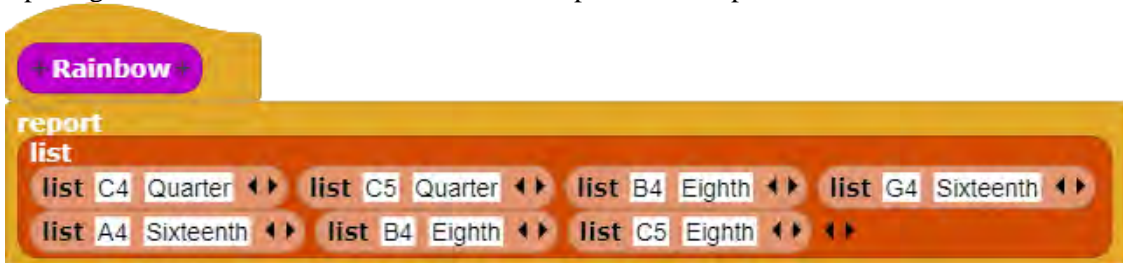 Rainbow
report
list
list C4 Quarter list C5 Quarter list B4 Eighth list G4 Sixteenth
list A4 Sixteenth list B4 Eighth list C5 Eighth